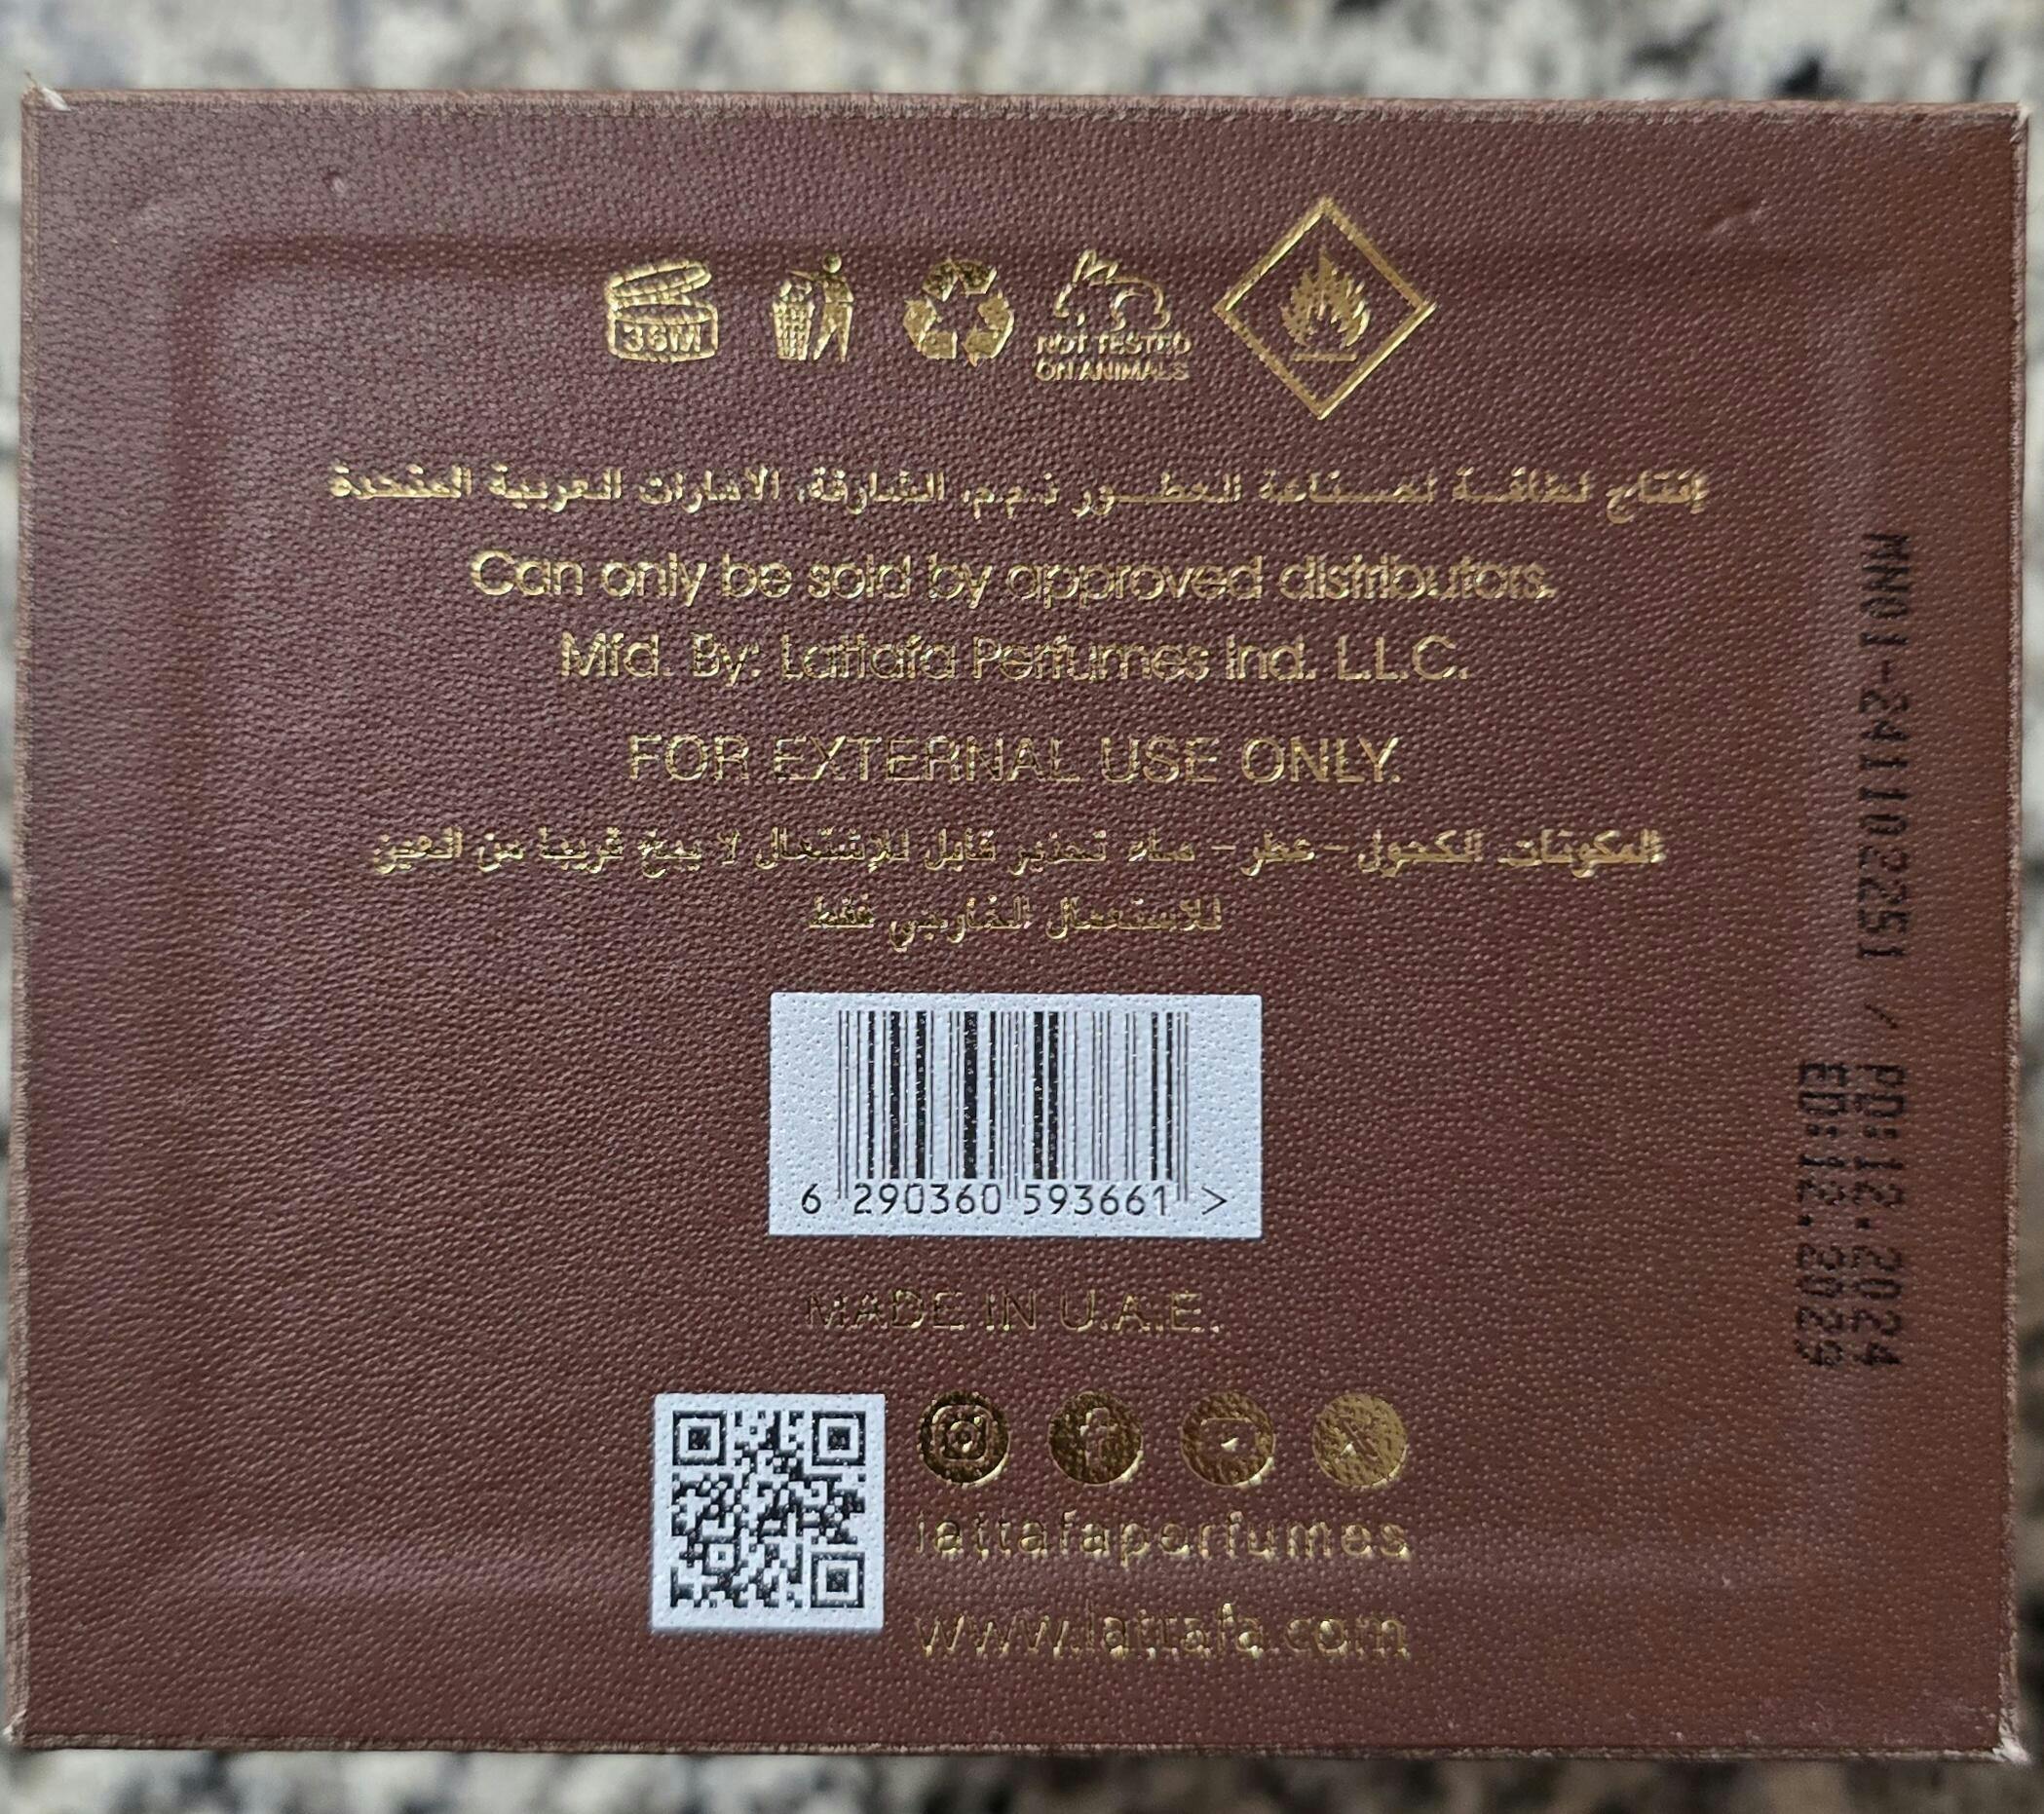 36M
NOT TESTED
ON ANIMALS
إنتاج لطافة لصناعة العطور ذ.م.م، الشارقة، الامارات العربية المتحدة
Can only be sold by approved distributors.
Mfd. By: Lattafa Perfumes Ind. L.L.C.
FOR EXTERNAL USE ONLY.
المكونات الكحول - عطر - ماء تحذير قابل للإشتعال لا يبخ قريبا من العين
للاستعمال الخارجي فقط
6 290360 593661 >
MADE IN U.A.E.
lattafaperfumes
www.lattafa.com
MN01-241102251 / PD:12.2024
ED:12.2029